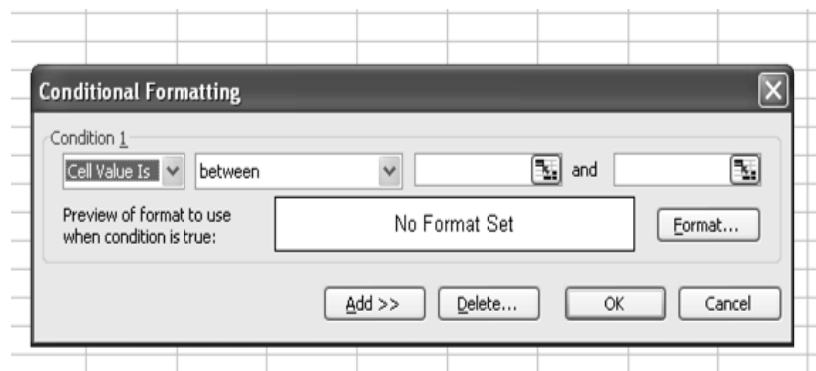 Conditional Formatting
Condition 1
Cell Value Is between and
Preview of format to use
when condition is true:
No Format Set
Format...
Add >> Delete... OK Cancel